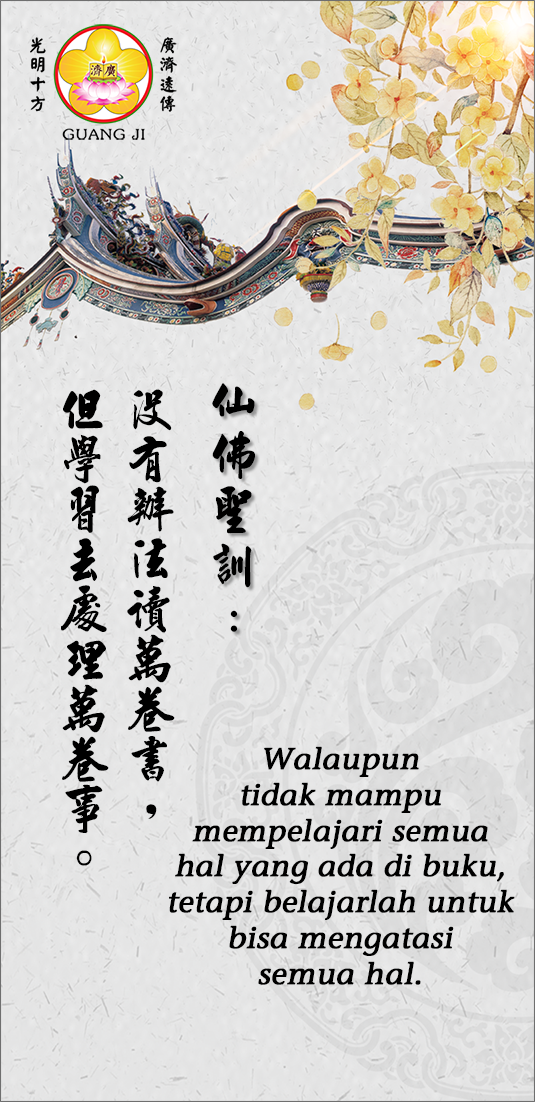 光明十方
廣濟
廣濟遠傳
GUANG JI
仙佛聖訓：
沒有辦法讀萬卷書，
但學習去處理萬卷事。
Walaupun
tidak mampu
mempelajari semua
hal yang ada di buku,
tetapi belajarlah untuk
bisa mengatasi
semua hal.